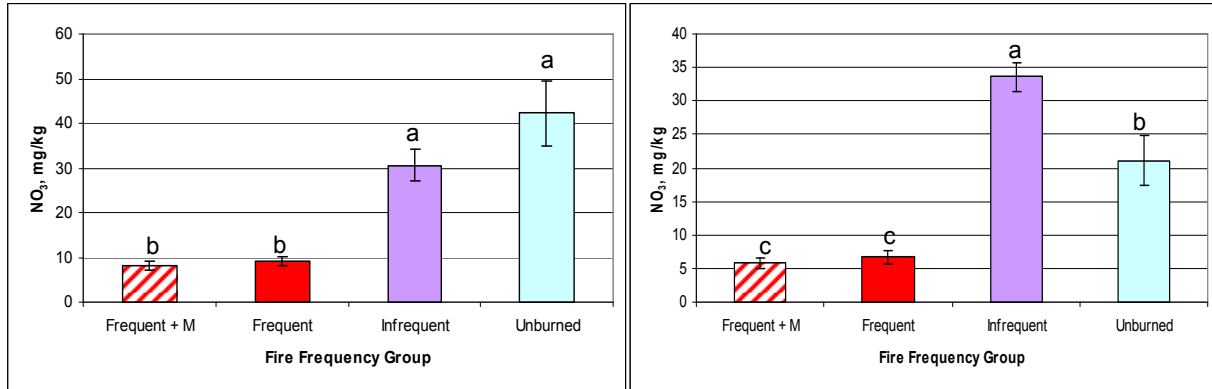 60
50
40
30
20
10
0
NO₃, mg/kg
b
b
a
a
Frequent + M Frequent Infrequent Unburned
Fire Frequency Group
40
35
30
25
20
15
10
5
0
NO₃, mg/kg
c
c
a
b
Frequent + M Frequent Infrequent Unburned
Fire Frequency Group